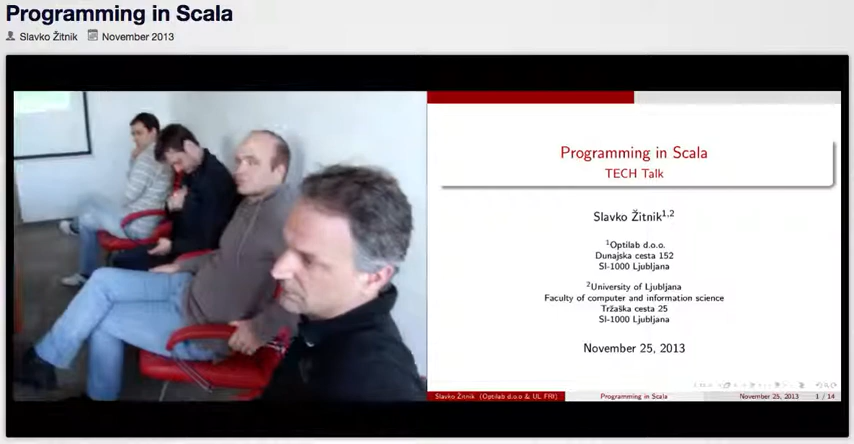 Programming in Scala
Slavko Žitnik November 2013
Programming in Scala
TECH Talk
Slavko Žitnik1,2
1Optilab d.o.o.
Dunajska cesta 152
SI-1000 Ljubljana
2University of Ljubljana
Faculty of computer and information science
Tržaška cesta 25
SI-1000 Ljubljana
November 25, 2013
Slavko Žitnik (Optilab d.o.o & UL FRI) Programming in Scala November 25, 2013 1 / 14